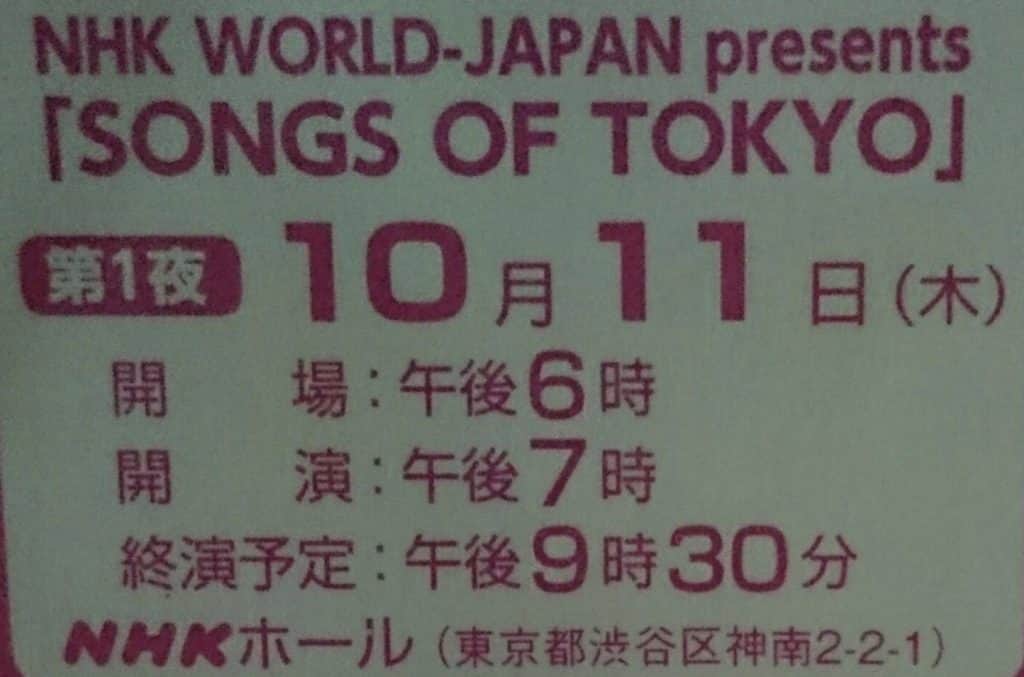 NHK WORLD-JAPAN presents
「SONGS OF TOKYO」
第1夜 10月11日（木）
開場：午後6時
開演：午後7時
終演予定：午後9時30分
NHKホール（東京都渋谷区神南2-2-1）